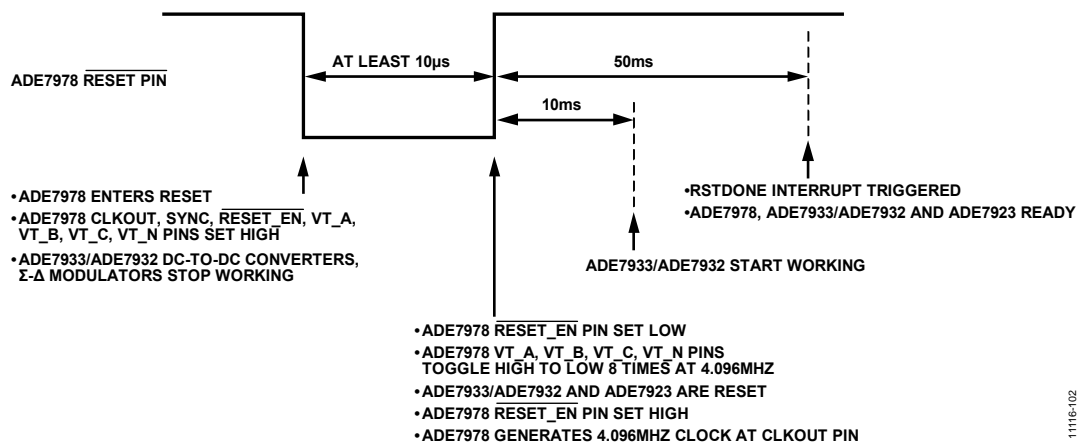 ADE7978 RESET PIN
AT LEAST 10µs
50ms
10ms
•ADE7978 ENTERS RESET
•ADE7978 CLKOUT, SYNC, RESET_EN, VT_A,
VT_B, VT_C, VT_N PINS SET HIGH
•ADE7933/ADE7932 DC-TO-DC CONVERTERS,
Σ-Δ MODULATORS STOP WORKING
•RSTDONE INTERRUPT TRIGGERED
•ADE7978, ADE7933/ADE7932 AND ADE7923 READY
ADE7933/ADE7932 START WORKING
•ADE7978 RESET_EN PIN SET LOW
•ADE7978 VT_A, VT_B, VT_C, VT_N PINS
TOGGLE HIGH TO LOW 8 TIMES AT 4.096MHZ
•ADE7933/ADE7932 AND ADE7923 ARE RESET
•ADE7978 RESET_EN PIN SET HIGH
•ADE7978 GENERATES 4.096MHZ CLOCK AT CLKOUT PIN
11116-102